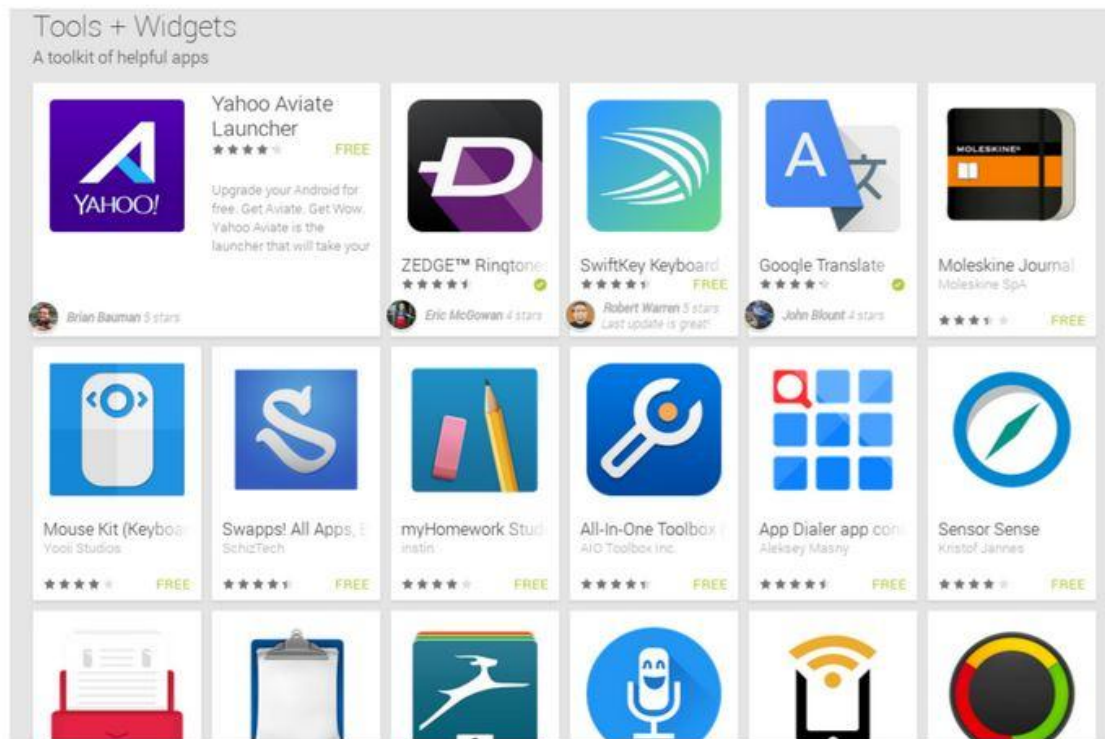 Tools + Widgets
A toolkit of helpful apps
YAHOO!
Yahoo Aviate
Launcher
FREE
Upgrade your Android for
free. Get Aviate. Get Wow.
Yahoo Aviate is the
launcher that will take your
Brian Bauman 5 stars
ZEDGE™ Ringtone
Eric McGowan 4 stars
SwiftKey Keyboard
FREE
Robert Warren 5 stars
Last update is great!
A
文
Google Translate
John Blount 4 stars
MOLESKINE®
Moleskine Journal
Moleskine SpA
FREE
Mouse Kit (Keyboa
Yooii Studios
FREE
S
Swapps! All Apps,
SchizTech
FREE
myHomework Stud
instin
FREE
All-In-One Toolbox (
AIO Toolbox Inc.
FREE
App Dialer app con
Aleksey Masny
FREE
Sensor Sense
Kristof Jannes
FREE